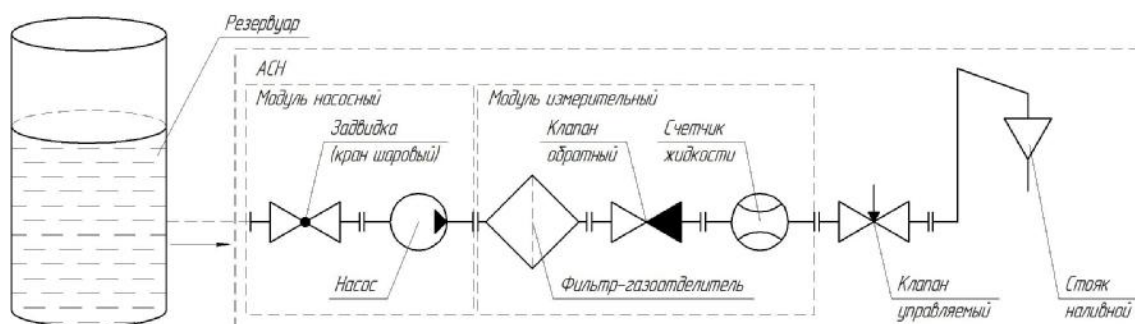 Резервуар
АСН
Модуль насосный
Модуль измерительный
Задвидка
(кран шаровый)
Клапан
обратный
Счетчик
жидкости
Насос
Фильтр-газоотделитель
Клапан
управляемый
Стояк
наливной